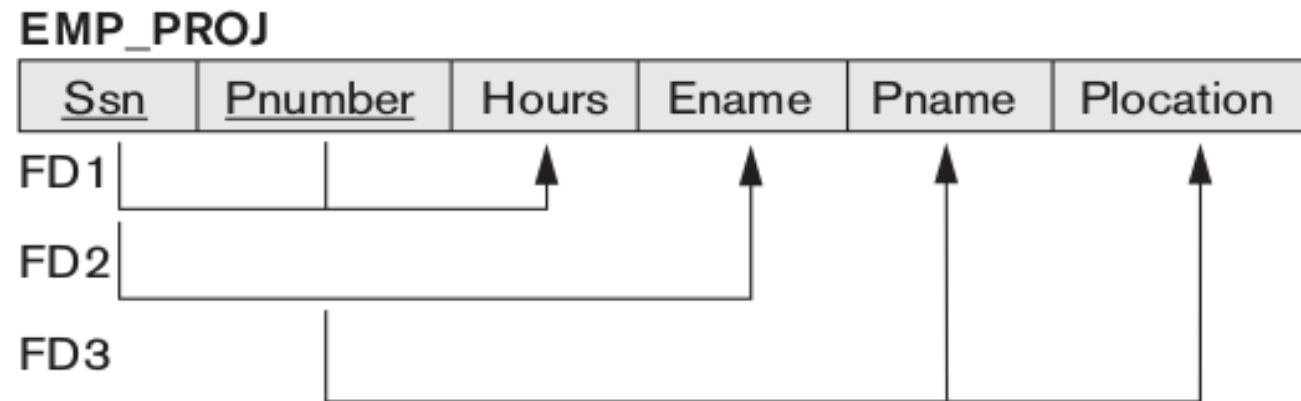 EMP_PROJ
Ssn Pnumber Hours Ename Pname Plocation
FD1
FD2
FD3